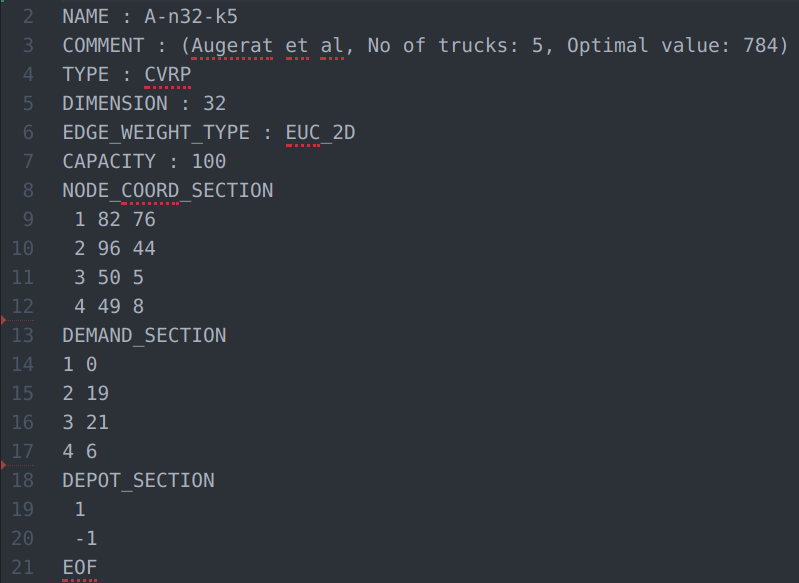 2 NAME : A-n32-k5
3 COMMENT : (Augerat et al, No of trucks: 5, Optimal value: 784)
4 TYPE : CVRP
5 DIMENSION : 32
6 EDGE_WEIGHT_TYPE : EUC_2D
7 CAPACITY : 100
8 NODE_COORD_SECTION
9 1 82 76
10 2 96 44
11 3 50 5
12 4 49 8
13 DEMAND_SECTION
14 1 0
15 2 19
16 3 21
17 4 6
18 DEPOT_SECTION
19 1
20 -1
21 EOF